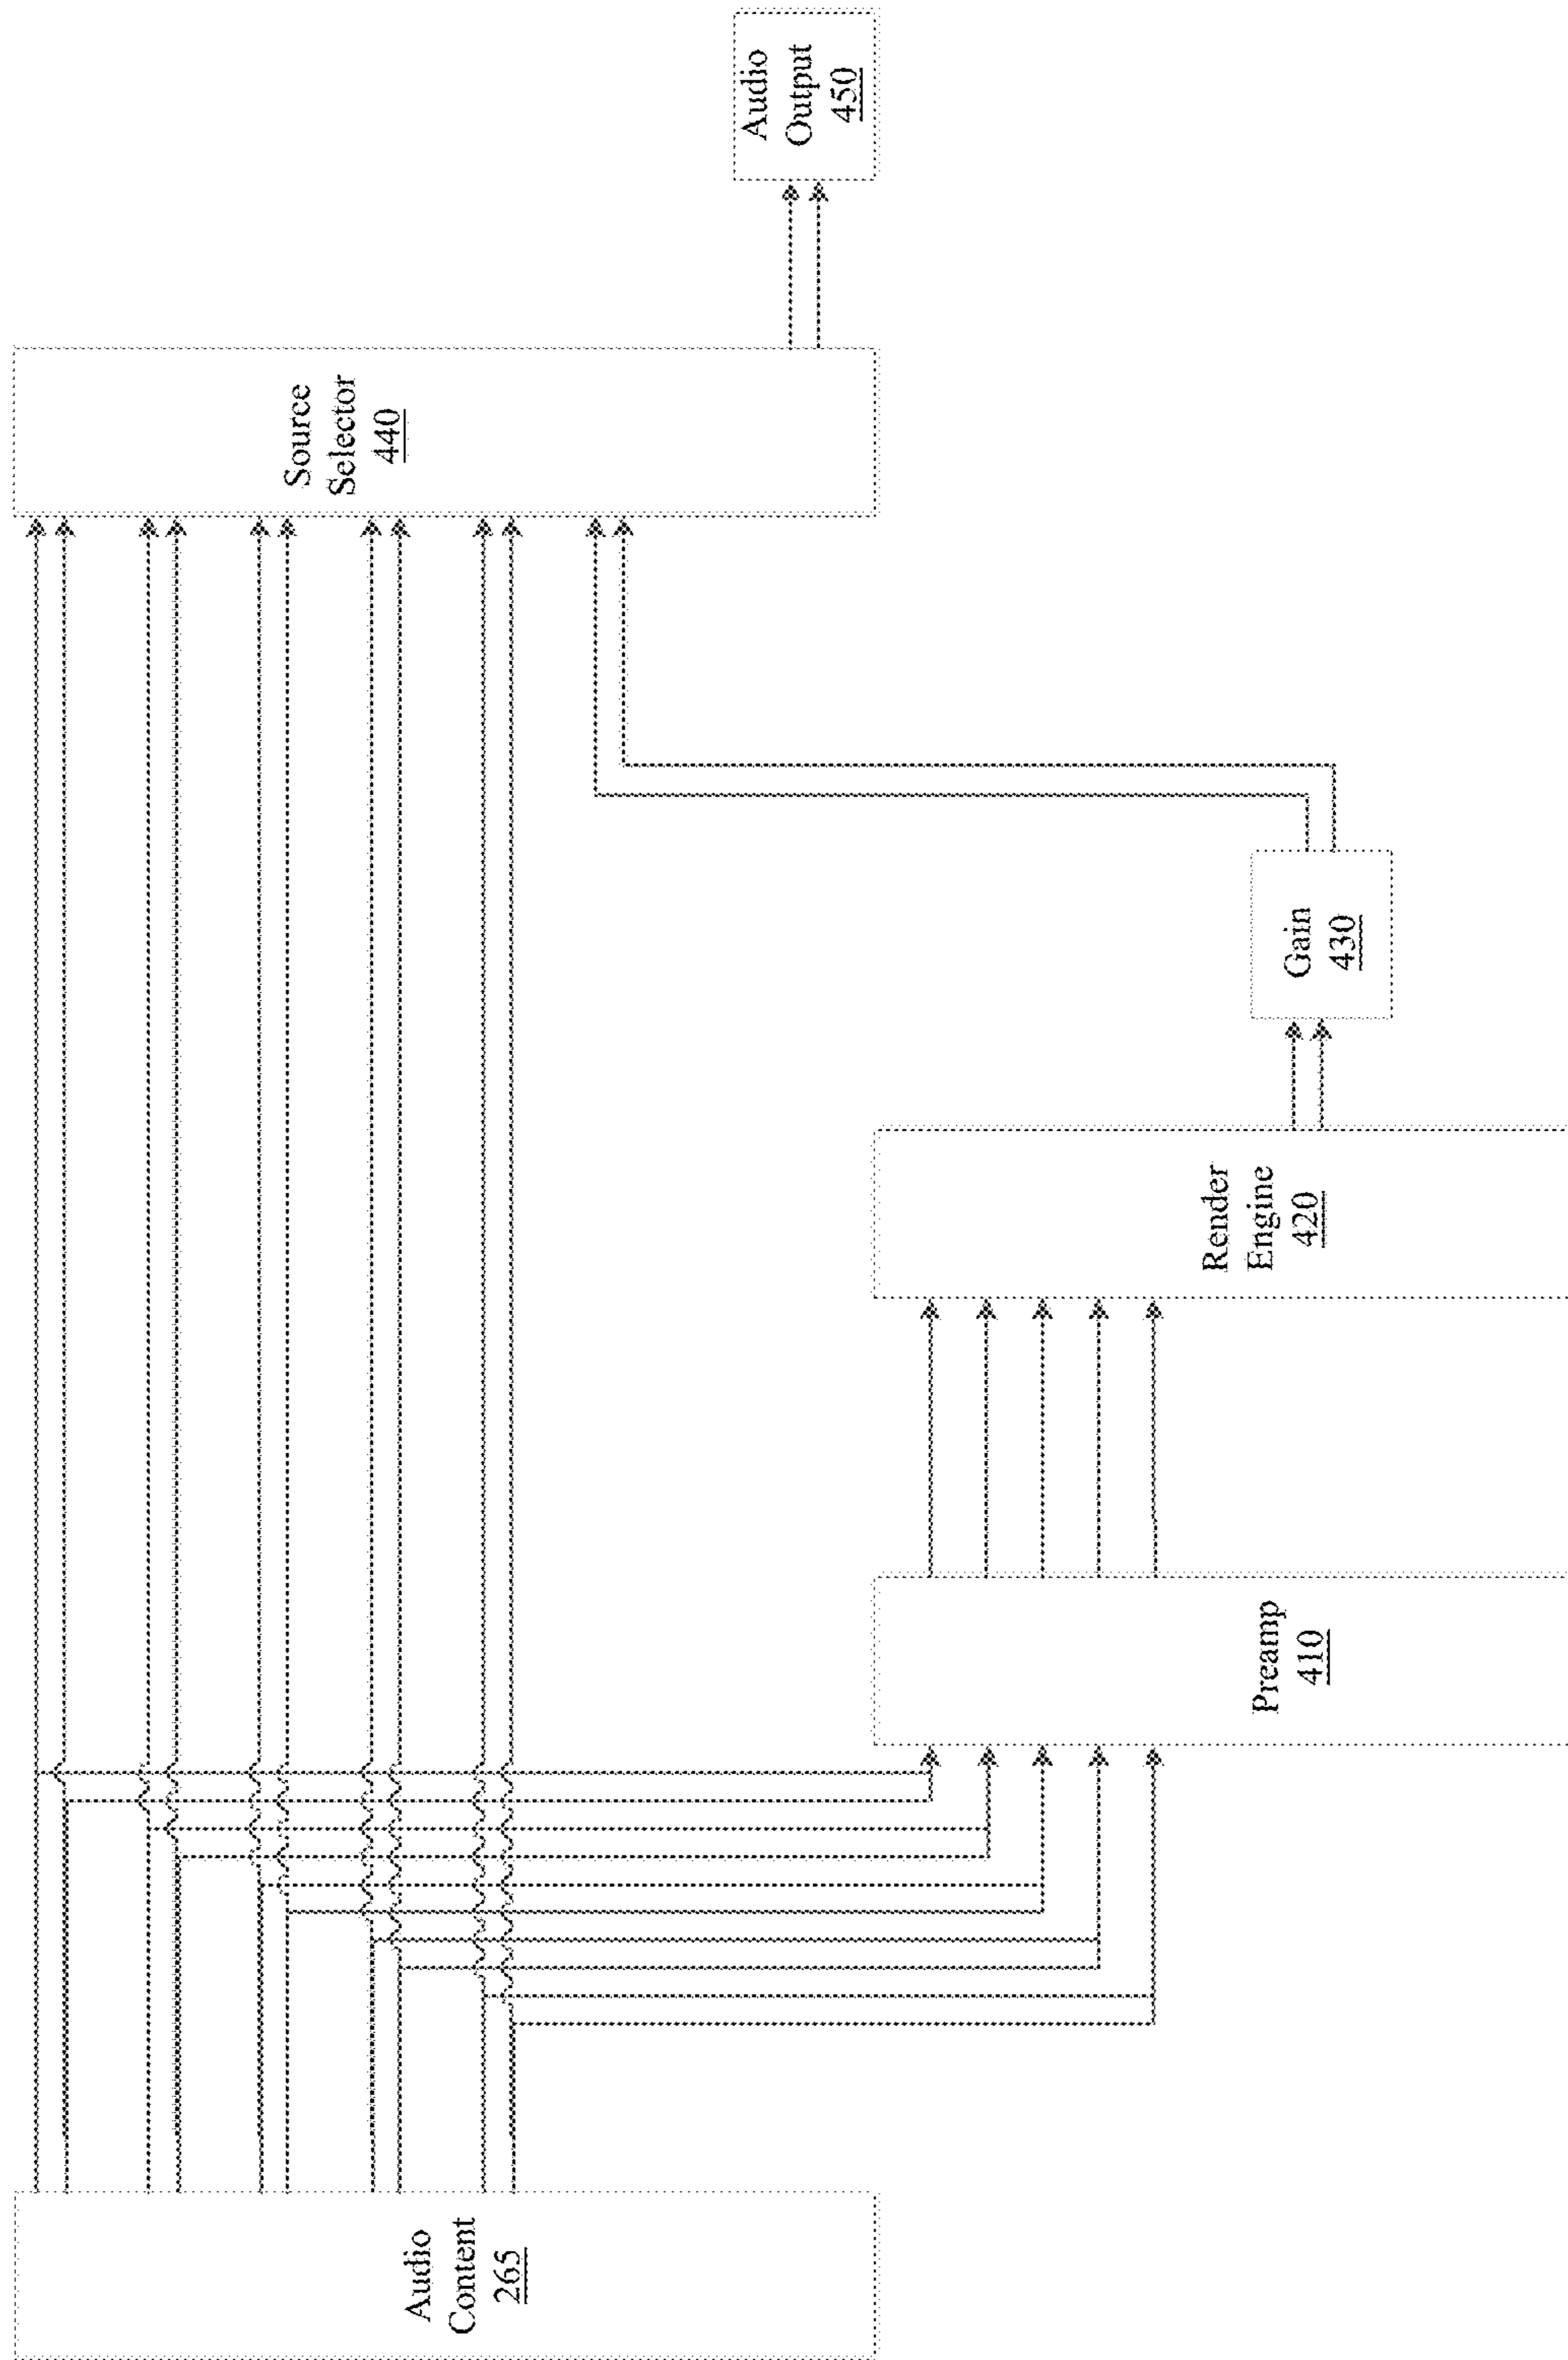 Audio
Content
265
Preamp
410
Render
Engine
420
Gain
430
Source
Selector
440
Audio
Output
450